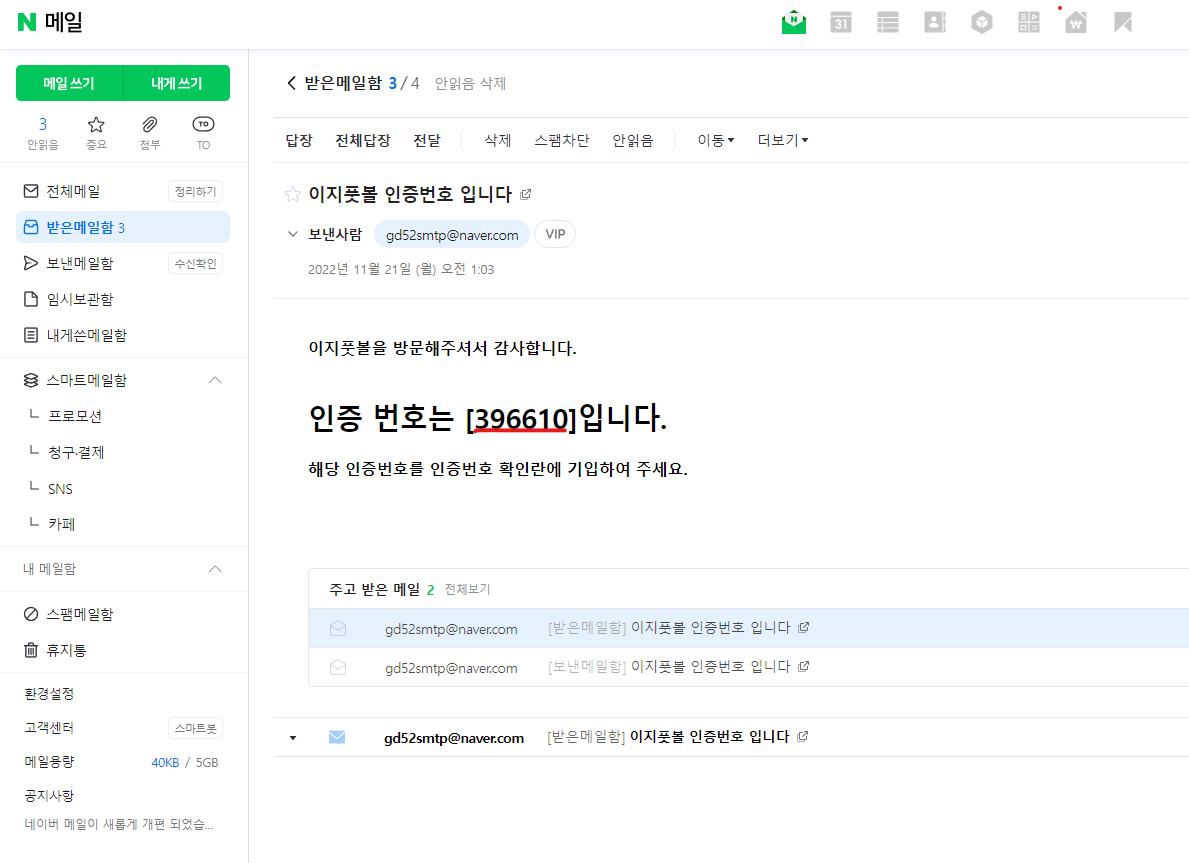 N 메일
N 31
메일 쓰기 내게 쓰기
3 안읽음
중요
첨부
TO TO
전체메일 정리하기
받은메일함 3
보낸메일함 수신확인
임시보관함
내게쓴메일함
스마트메일함
프로모션
청구·결제
SNS
카페
내 메일함
스팸메일함
휴지통
환경설정
고객센터 스마트봇
메일용량 40KB / 5GB
공지사항
네이버 메일이 새롭게 개편 되었습...
받은메일함 3 / 4 안읽음 삭제
답장 전체답장 전달 삭제 스팸차단 안읽음 이동 더보기
이지풋볼 인증번호 입니다
보낸사람 gd52smtp@naver.com VIP
2022년 11월 21일 (월) 오전 1:03
이지풋볼을 방문해주셔서 감사합니다.
인증 번호는 [396610]입니다.
해당 인증번호를 인증번호 확인란에 기입하여 주세요.
주고 받은 메일 2 전체보기
gd52smtp@naver.com [받은메일함] 이지풋볼 인증번호 입니다
gd52smtp@naver.com [보낸메일함] 이지풋볼 인증번호 입니다
gd52smtp@naver.com [받은메일함] 이지풋볼 인증번호 입니다